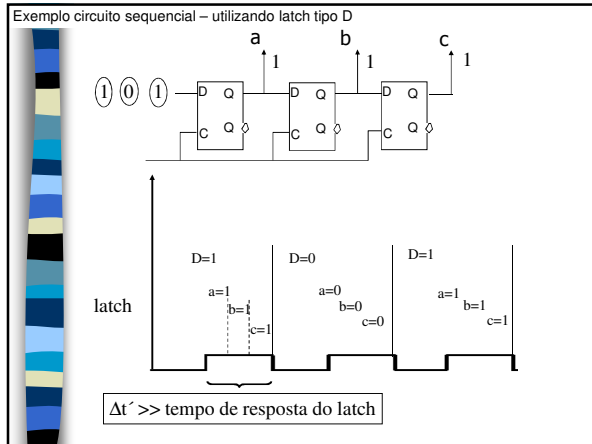 Exemplo circuito sequencial – utilizando latch tipo D
a b c
1 1 1
1 0 1 D Q D Q D Q
C Q C Q C Q
D=1 D=0 D=1
a=1 a=0 a=1
b=1 b=0 b=1
c=1 c=0 c=1
latch
Δt´ >> tempo de resposta do latch